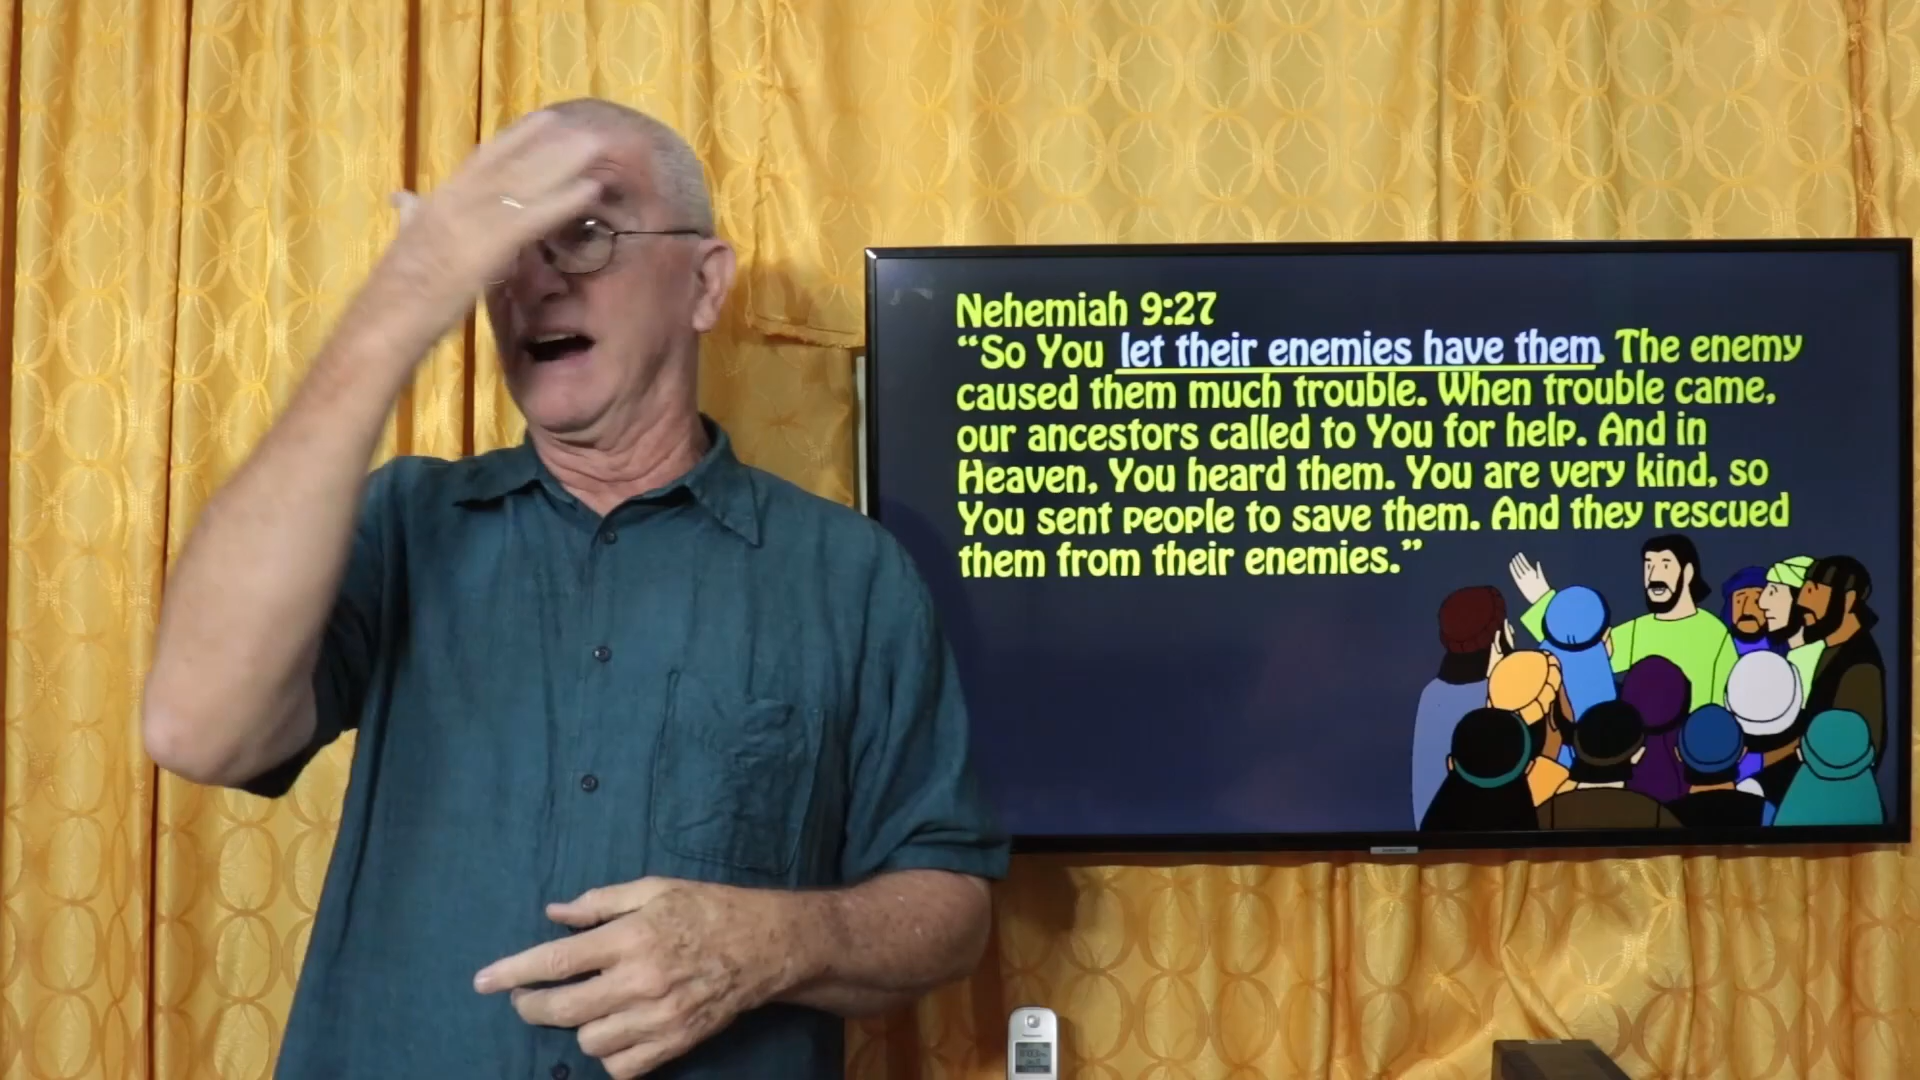 Nehemiah 9:27
“So You let their enemies have them. The enemy
caused them much trouble. When trouble came,
our ancestors called to You for help. And in
Heaven, You heard them. You are very kind, so
You sent people to save them. And they rescued
them from their enemies.”